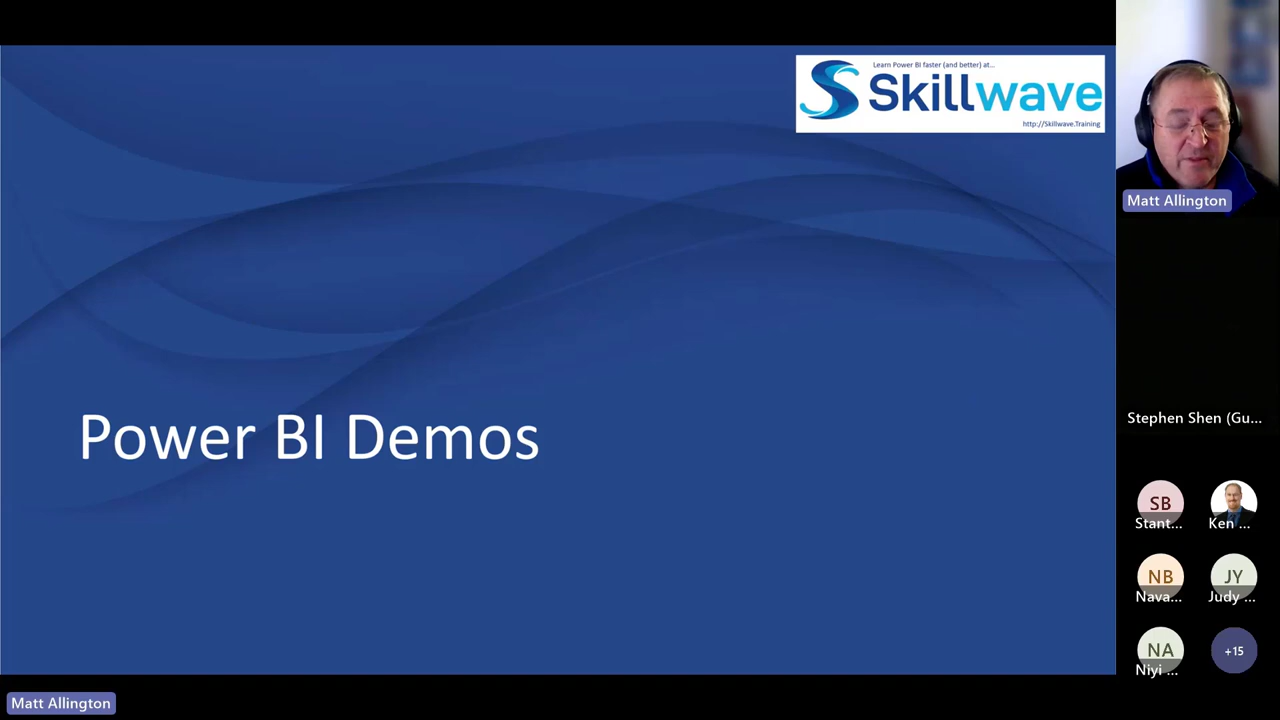 Learn Power BI faster (and better) at...
Skillwave
http://Skillwave.Training
Power BI Demos
Matt Allington
Stephen Shen (Gu...
SB
Stant...
Ken ...
NB
Nava...
JY
Judy ...
NA
Niyi ...
+15
Matt Allington